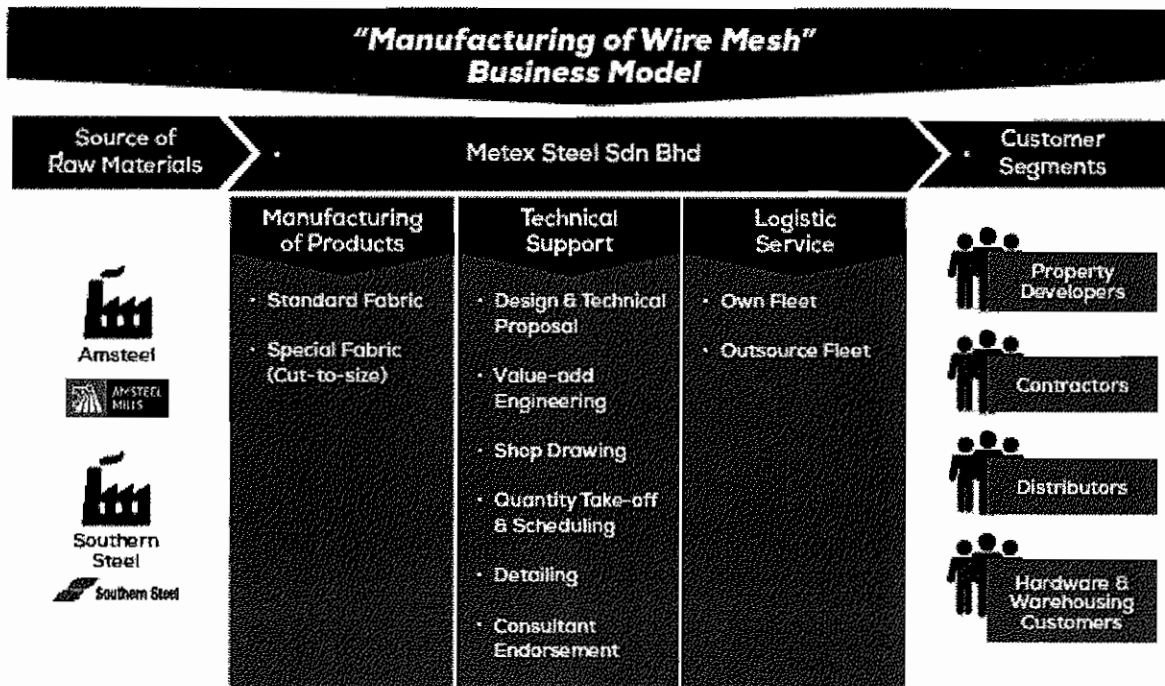 "Manufacturing of Wire Mesh"
Business Model
Source of
Raw Materials
Metex Steel Sdn Bhd
Customer
Segments
Manufacturing
of Products
· Standard Fabric
· Special Fabric
(Cut-to-size)
Technical
Support
· Design & Technical
Proposal
· Value-add
Engineering
· Shop Drawing
· Quantity Take-off
& Scheduling
· Detailing
· Consultant
Endorsement
Logistic
Service
· Own Fleet
· Outsource Fleet
Amsteel
AMSTEEL
MILLS
Southern
Steel
Southern Steel
Property
Developers
Contractors
Distributors
Hardware &
Warehousing
Customers